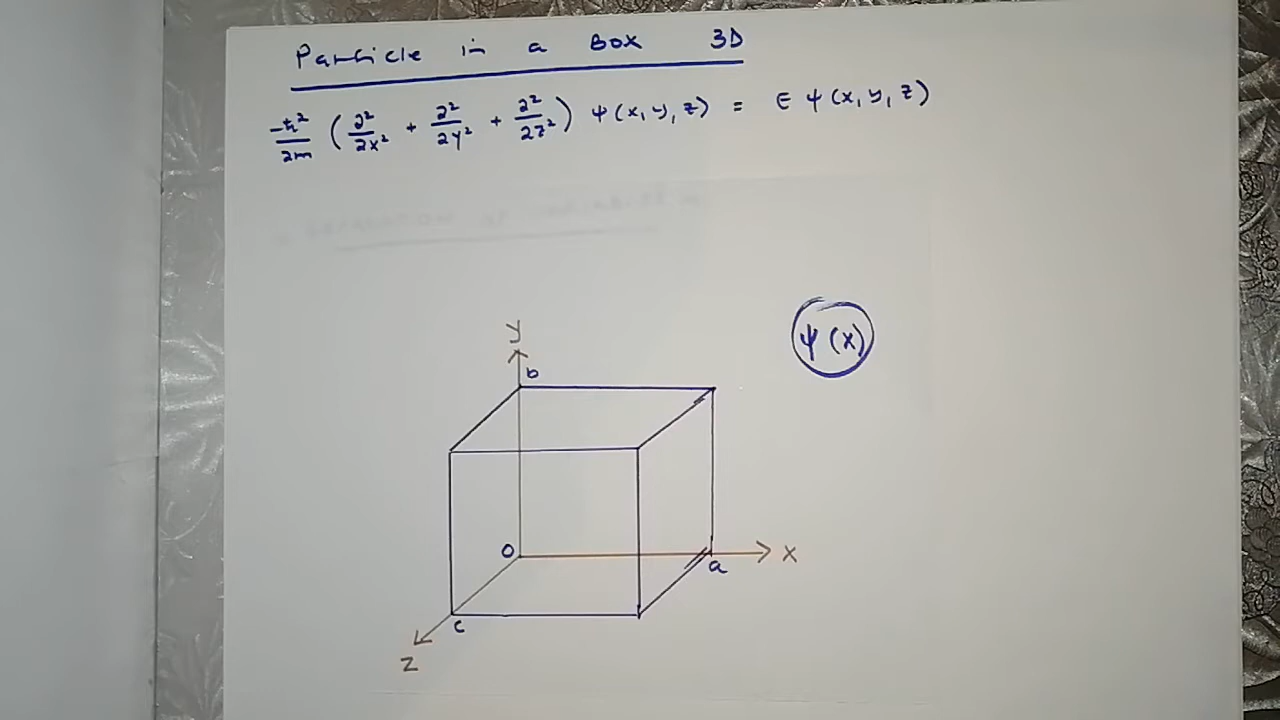 Particle in a Box 3D
-ħ²/2m (∂²/∂x² + ∂²/∂y² + ∂²/∂z²) ψ(x, y, z) = E ψ(x, y, z)
y
b
ψ(x)
0
a
x
c
z